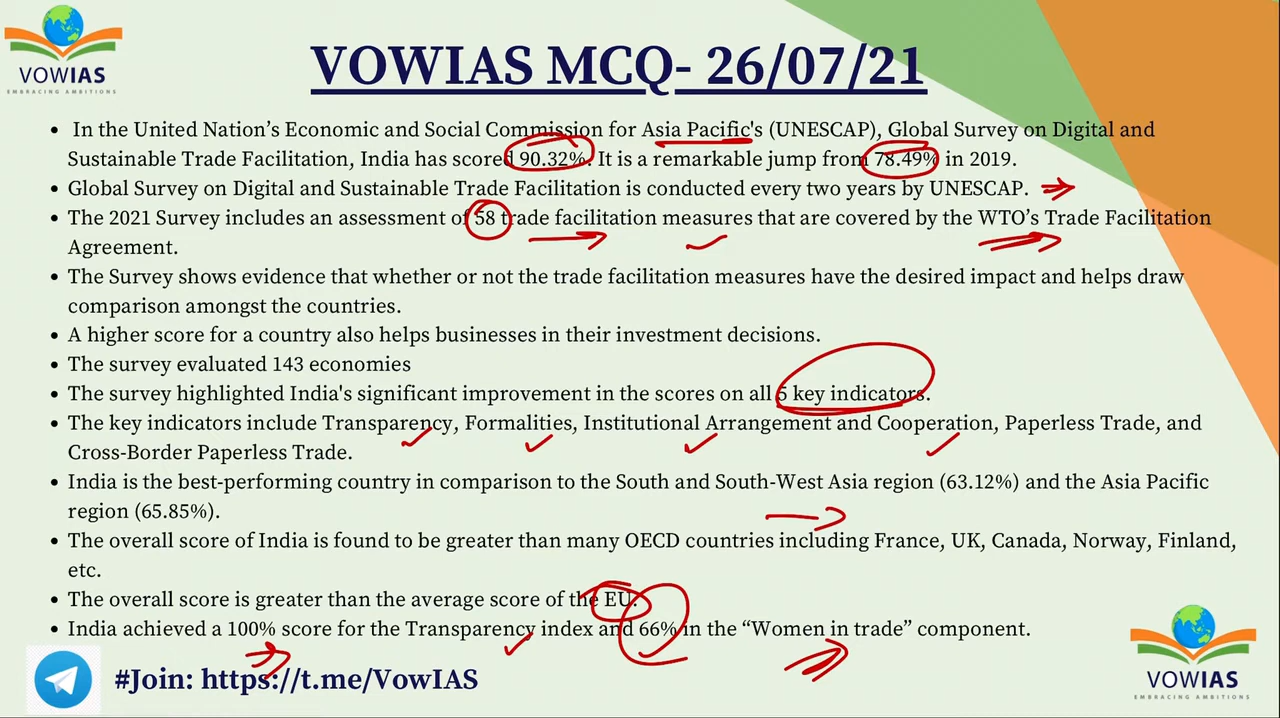 VOWIAS
EMBRACING AMBITIONS
VOWIAS MCQ- 26/07/21
• In the United Nation’s Economic and Social Commission for Asia Pacific's (UNESCAP), Global Survey on Digital and
Sustainable Trade Facilitation, India has scored 90.32%. It is a remarkable jump from 78.49% in 2019.
• Global Survey on Digital and Sustainable Trade Facilitation is conducted every two years by UNESCAP.
• The 2021 Survey includes an assessment of 58 trade facilitation measures that are covered by the WTO’s Trade Facilitation
Agreement.
• The Survey shows evidence that whether or not the trade facilitation measures have the desired impact and helps draw
comparison amongst the countries.
• A higher score for a country also helps businesses in their investment decisions.
• The survey evaluated 143 economies
• The survey highlighted India's significant improvement in the scores on all 5 key indicators.
• The key indicators include Transparency, Formalities, Institutional Arrangement and Cooperation, Paperless Trade, and
Cross-Border Paperless Trade.
• India is the best-performing country in comparison to the South and South-West Asia region (63.12%) and the Asia Pacific
region (65.85%).
• The overall score of India is found to be greater than many OECD countries including France, UK, Canada, Norway, Finland,
etc.
• The overall score is greater than the average score of the EU.
• India achieved a 100% score for the Transparency index and 66% in the “Women in trade” component.
#Join: https://t.me/VowIAS
VOWIAS
EMBRACING AMBITIONS